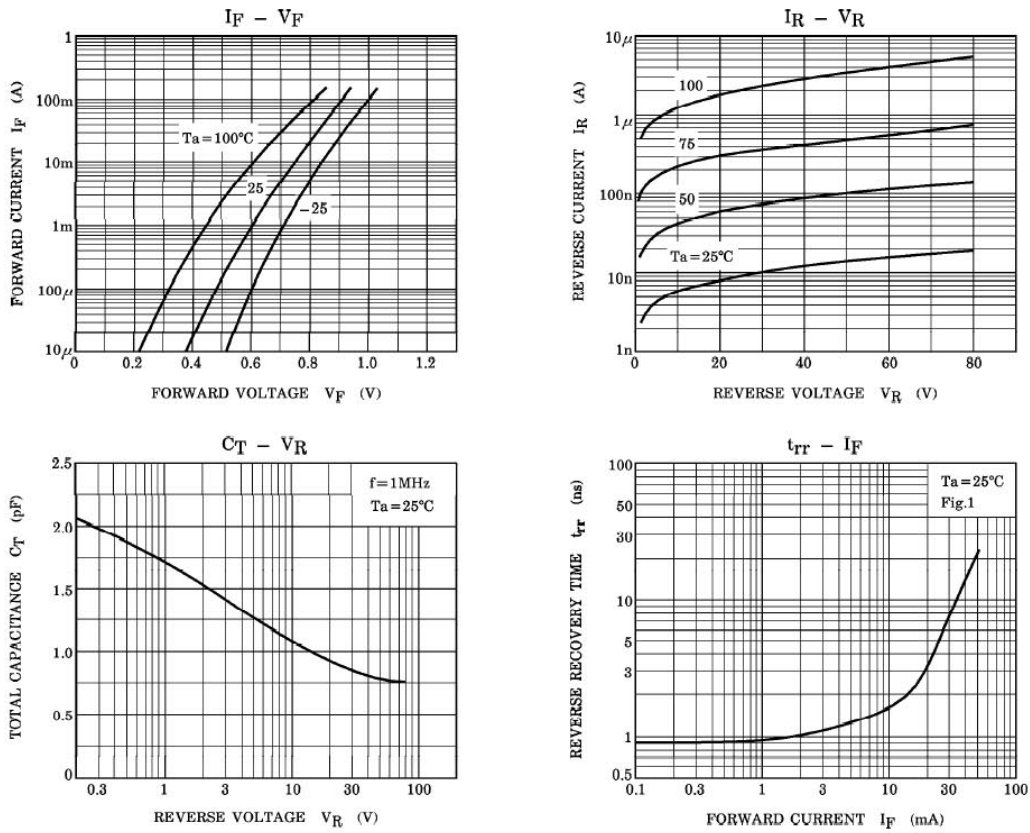 IF – VF
FORWARD CURRENT IF (A)
1
100m
10m
1m
100μ
10μ
Ta=100°C
25
−25
0 0.2 0.4 0.6 0.8 1.0 1.2
FORWARD VOLTAGE VF (V)
IR – VR
REVERSE CURRENT IR (A)
10μ
1μ
100n
10n
1n
100
75
50
Ta=25°C
0 20 40 60 80
REVERSE VOLTAGE VR (V)
CT – VR
TOTAL CAPACITANCE CT (pF)
2.5
2.0
1.5
1.0
0.5
0
f=1MHz
Ta=25°C
0.3 1 3 10 30 100
REVERSE VOLTAGE VR (V)
trr – IF
REVERSE RECOVERY TIME trr (ns)
100
50
30
10
5
3
1
0.5
Ta=25°C
Fig.1
0.1 0.3 1 3 10 30 100
FORWARD CURRENT IF (mA)